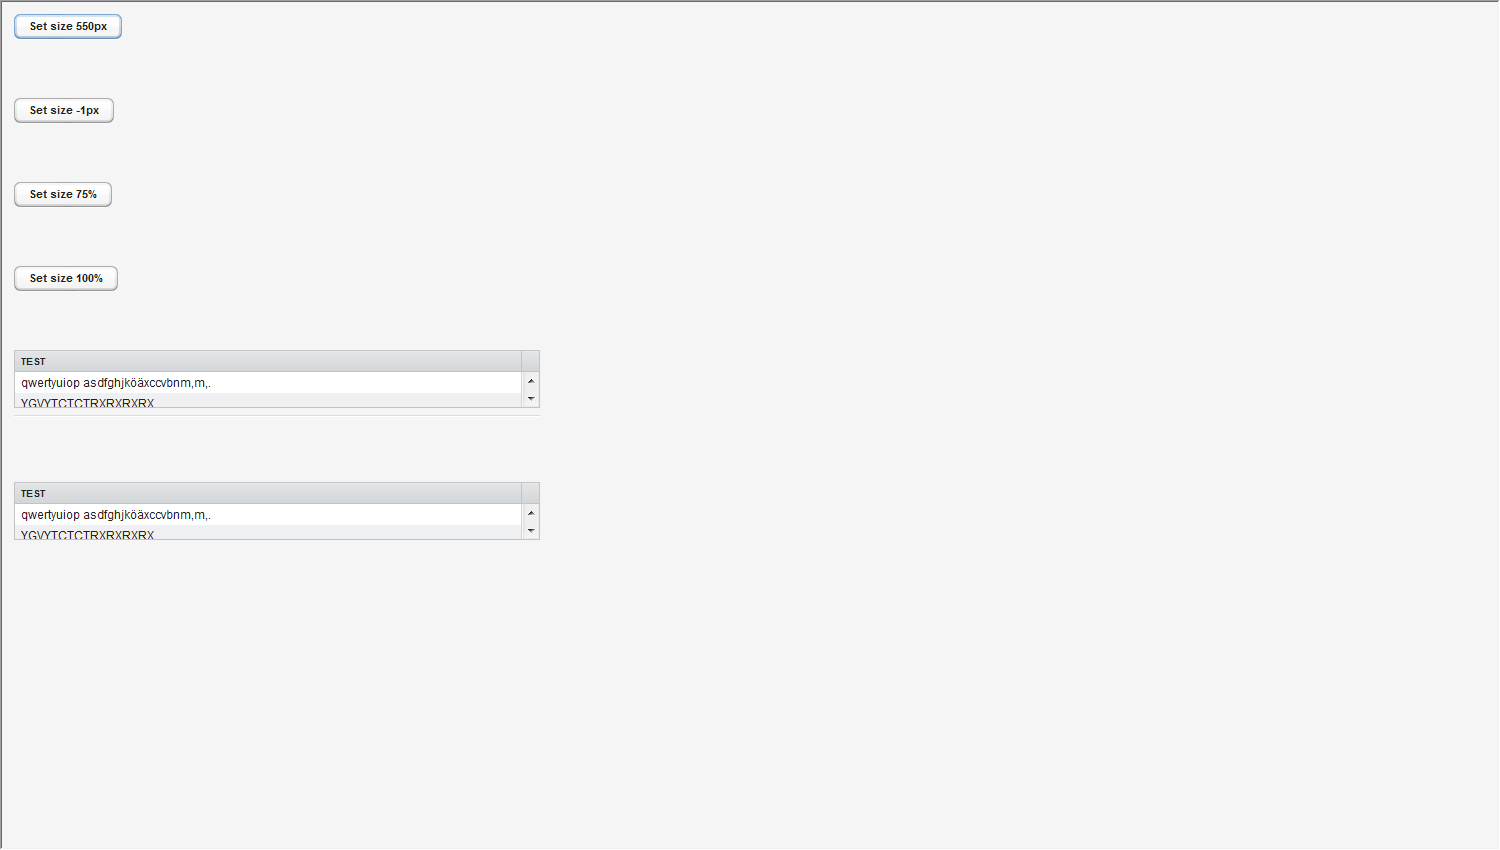 Set size 550px
Set size -1px
Set size 75%
Set size 100%
TEST
qwertyuiop asdfghjköäxccvbnm,m,.
YGVYTCTCTRXRXRXRX
TEST
qwertyuiop asdfghjköäxccvbnm,m,.
YGVYTCTCTRXRXRXRX